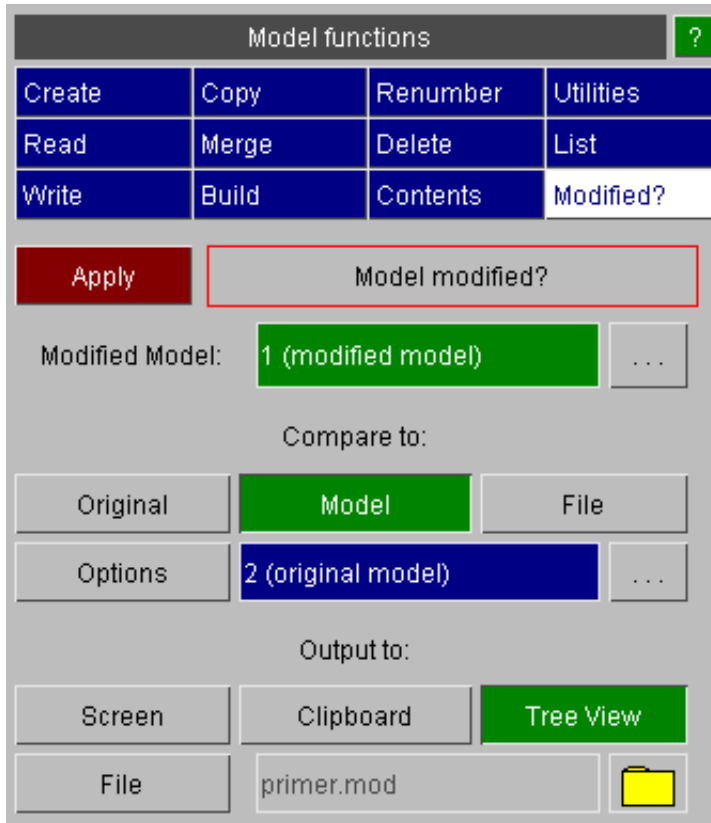 Model functions ?
Create Copy Renumber Utilities
Read Merge Delete List
Write Build Contents Modified?
Apply Model modified?
Modified Model: 1 (modified model) ...
Compare to:
Original Model File
Options 2 (original model) ...
Output to:
Screen Clipboard Tree View
File primer.mod